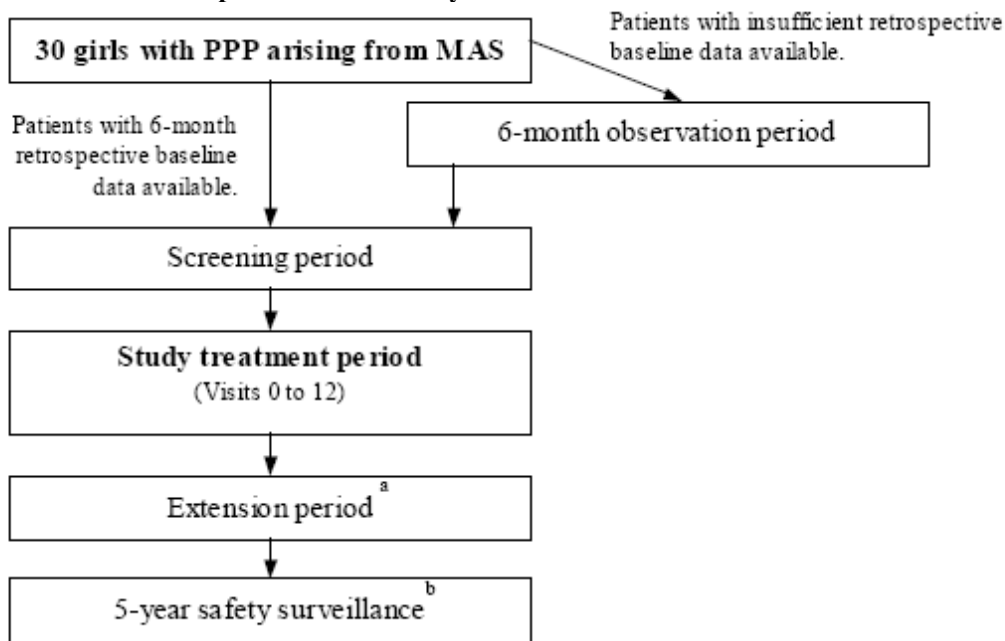 30 girls with PPP arising from MAS
Patients with insufficient retrospective
baseline data available.
Patients with 6-month
retrospective baseline
data available.
6-month observation period
Screening period
Study treatment period
(Visits 0 to 12)
Extension period a
5-year safety surveillance b